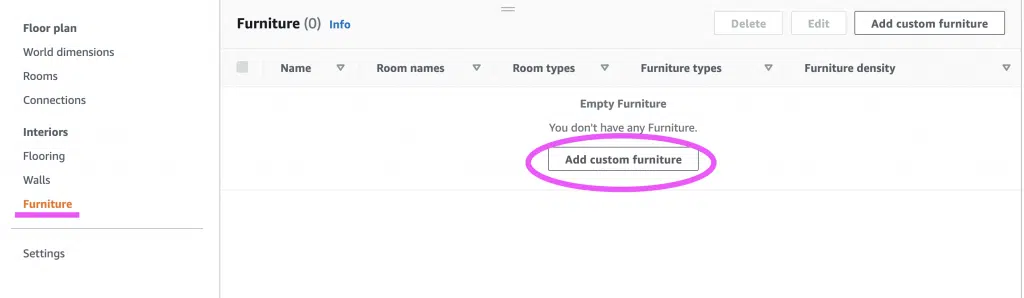 Floor plan
World dimensions
Rooms
Connections
Interiors
Flooring
Walls
Furniture
Settings
Furniture (0) Info
Delete Edit Add custom furniture
Name Room names Room types Furniture types Furniture density
Empty Furniture
You don't have any Furniture.
Add custom furniture